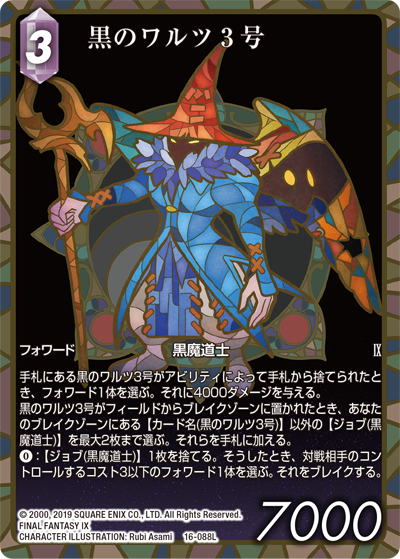 3
黒のワルツ3号
フォワード 黒魔道士 IX
手札にある黒のワルツ3号がアビリティによって手札から捨てられたと
き、フォワード1体を選ぶ。それに4000ダメージを与える。
黒のワルツ3号がフィールドからブレイクゾーンに置かれたとき、あなた
のブレイクゾーンにある【カード名(黒のワルツ3号)】以外の【ジョブ(黒
魔道士)】を最大2枚まで選ぶ。それらを手札に加える。
0:【ジョブ(黒魔道士)】1枚を捨てる。そうしたとき、対戦相手のコン
トロールするコスト3以下のフォワード1体を選ぶ。それをブレイクする。
© 2000, 2019 SQUARE ENIX CO., LTD. All Rights Reserved.
FINAL FANTASY IX
CHARACTER ILLUSTRATION: Rubi Asami 16-088L
7000